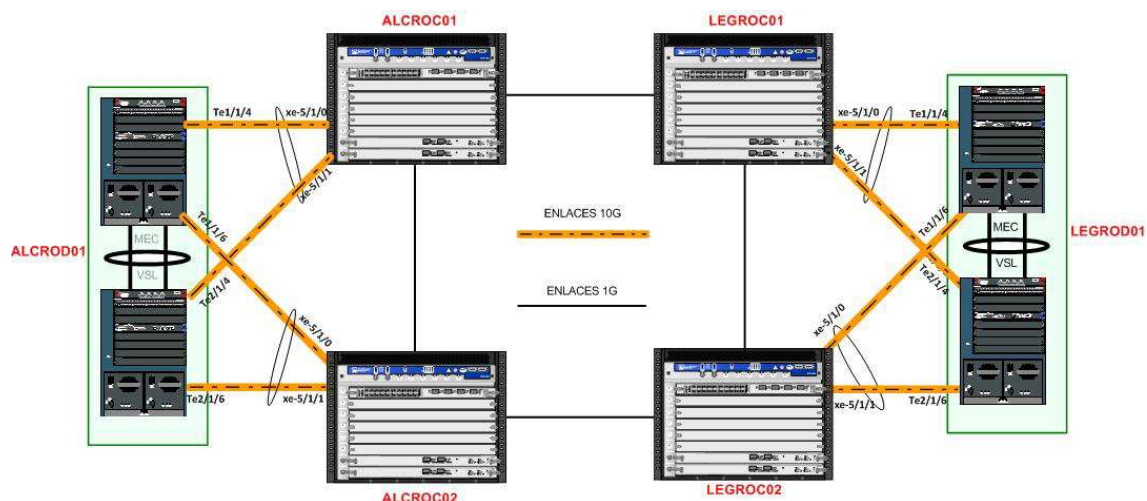 ALCROC01
LEGROC01
Te1/1/4
xe-5/1/0
xe-5/1/0
Te1/1/4
xe-5/1/1
xe-5/1/1
Te1/1/6
Te1/1/6
ENLACES 10G
ALCROD01
MEC
VSL
MEC
VSL
LEGROD01
Te2/1/4
Te2/1/4
ENLACES 1G
xe-5/1/0
xe-5/1/0
Te2/1/6
xe-5/1/1
xe-5/1/1
Te2/1/6
ALCROC02
LEGROC02